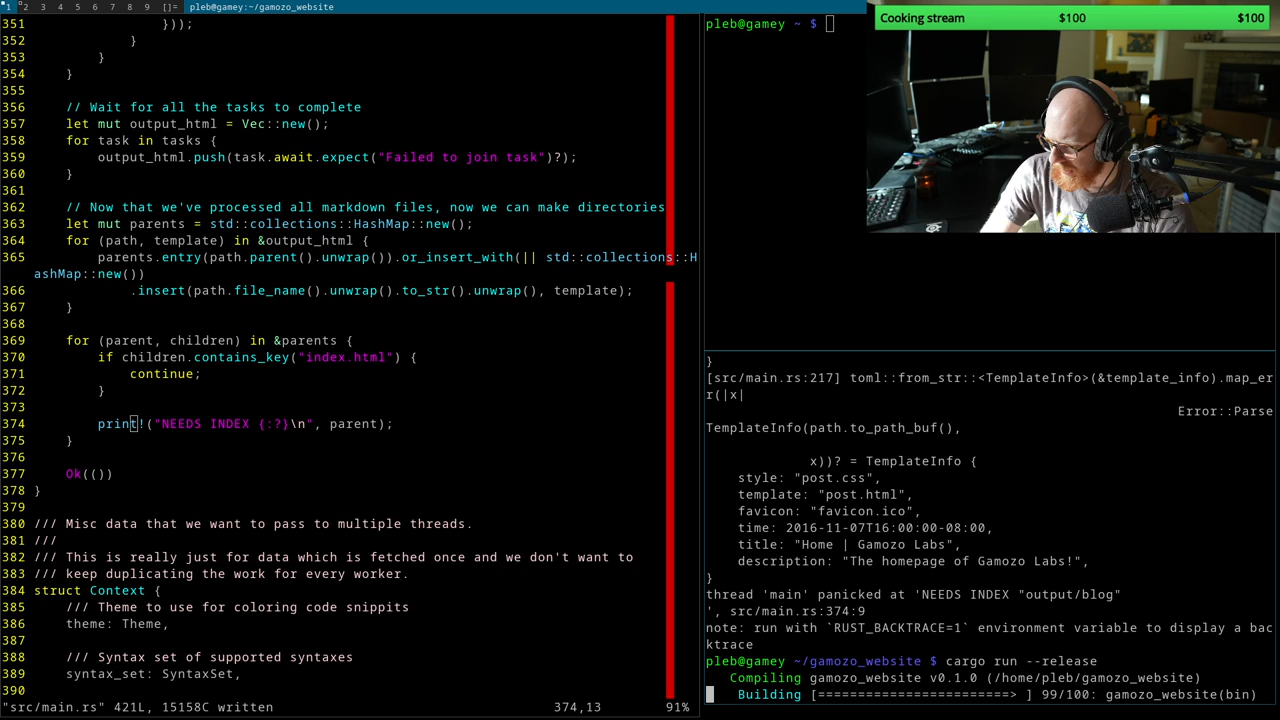 1 2 3 4 5 6 7 8 9 []= pleb@gamey:~/gamozo_website
351                 }));
352             }
353         }
354     }
355
356     // Wait for all the tasks to complete
357     let mut output_html = Vec::new();
358     for task in tasks {
359         output_html.push(task.await.expect("Failed to join task")?);
360     }
361
362     // Now that we've processed all markdown files, now we can make directories
363     let mut parents = std::collections::HashMap::new();
364     for (path, template) in &output_html {
365         parents.entry(path.parent().unwrap()).or_insert_with(|| std::collections::H
ashMap::new())
366             .insert(path.file_name().unwrap().to_str().unwrap(), template);
367     }
368
369     for (parent, children) in &parents {
370         if children.contains_key("index.html") {
371             continue;
372         }
373
374         print!("NEEDS INDEX {:?}\n", parent);
375     }
376
377     Ok(())
378 }
379
380 /// Misc data that we want to pass to multiple threads.
381 ///
382 /// This is really just for data which is fetched once and we don't want to
383 /// keep duplicating the work for every worker.
384 struct Context {
385     /// Theme to use for coloring code snippits
386     theme: Theme,
387
388     /// Syntax set of supported syntaxes
389     syntax_set: SyntaxSet,
390
"src/main.rs" 421L, 15158C written 374,13 91%
pleb@gamey ~ $
Cooking stream $100 $100
}
[src/main.rs:217] toml::from_str::<TemplateInfo>(&template_info).map_er
r(|x|
Error::Parse
TemplateInfo(path.to_path_buf(),
x))? = TemplateInfo {
    style: "post.css",
    template: "post.html",
    favicon: "favicon.ico",
    time: 2016-11-07T16:00:00-08:00,
    title: "Home | Gamozo Labs",
    description: "The homepage of Gamozo Labs!",
}
thread 'main' panicked at 'NEEDS INDEX "output/blog"
', src/main.rs:374:9
note: run with `RUST_BACKTRACE=1` environment variable to display a bac
ktrace
pleb@gamey ~/gamozo_website $ cargo run --release
   Compiling gamozo_website v0.1.0 (/home/pleb/gamozo_website)
    Building [========================> ] 99/100: gamozo_website(bin)